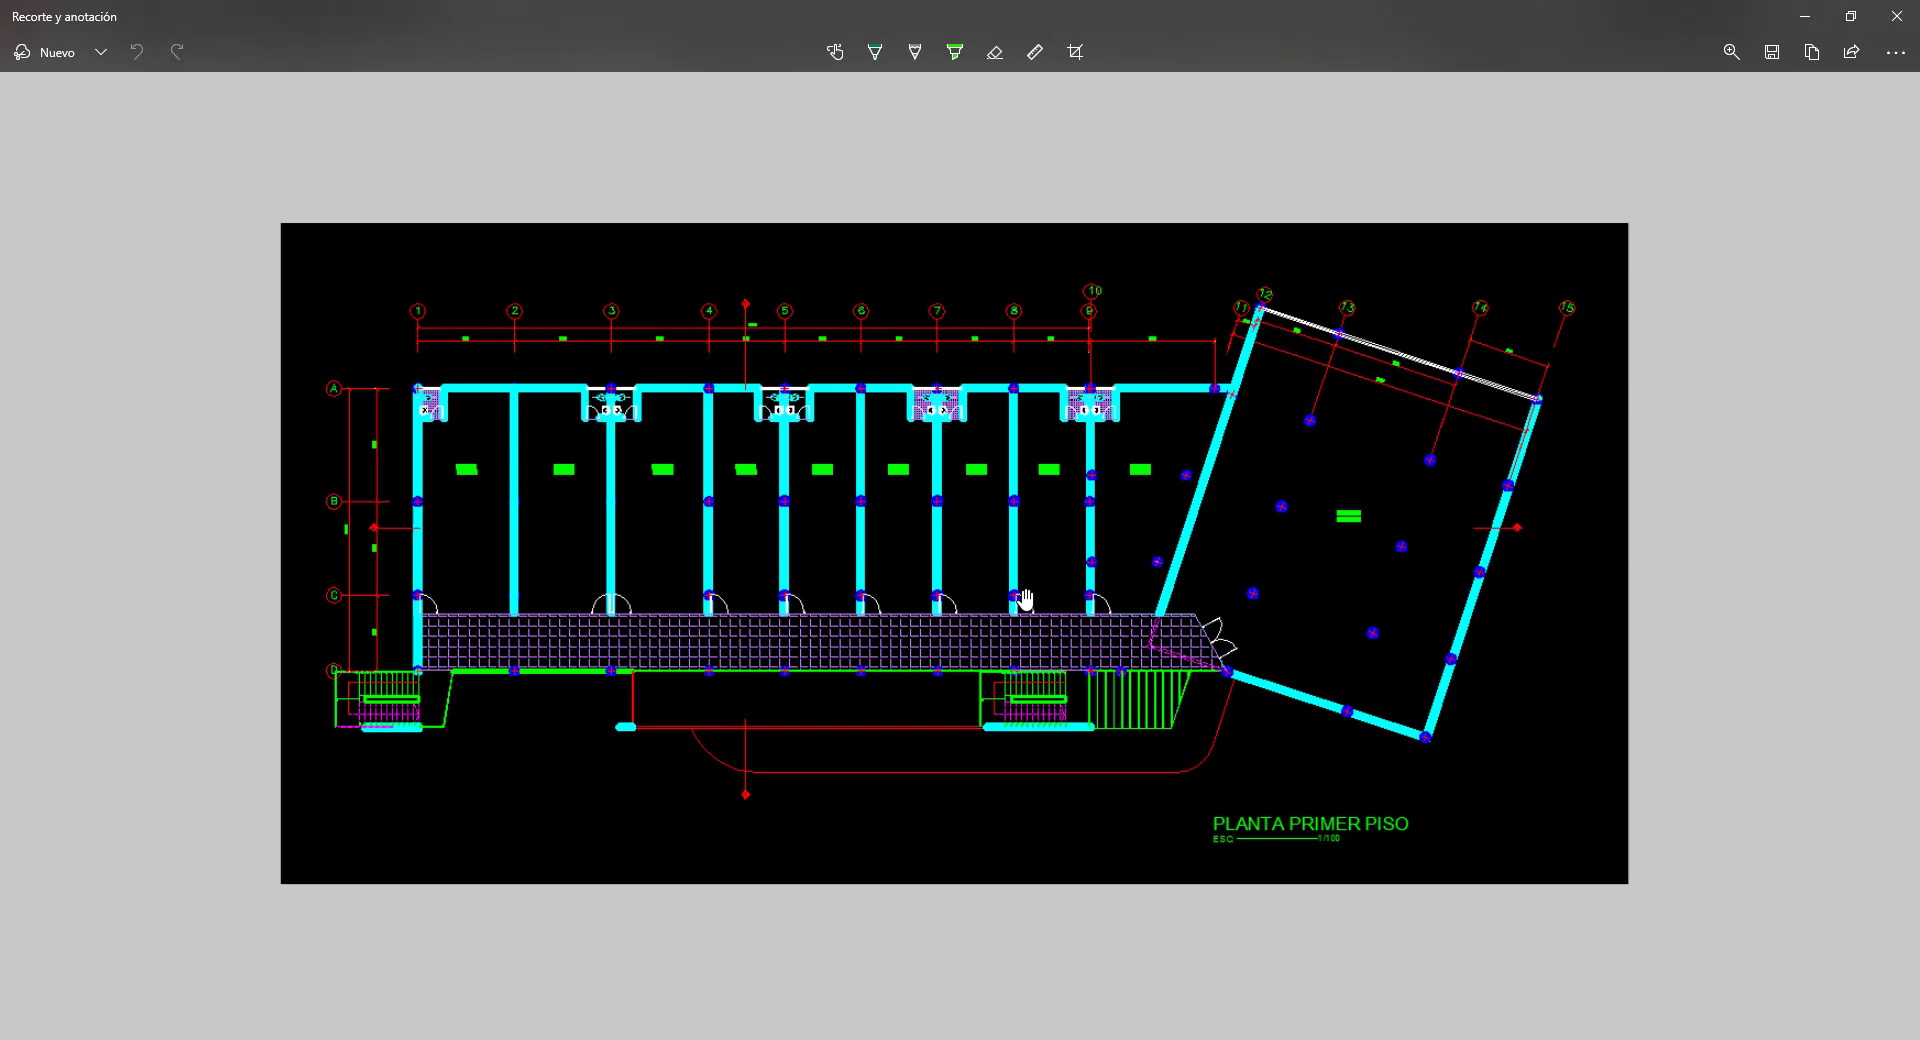 Recorte y anotación
Nuevo
10
1 2 3 4 5 6 7 8 9 11 12 13 14 15
A
B
C
D
PLANTA PRIMER PISO
ESC 1/100